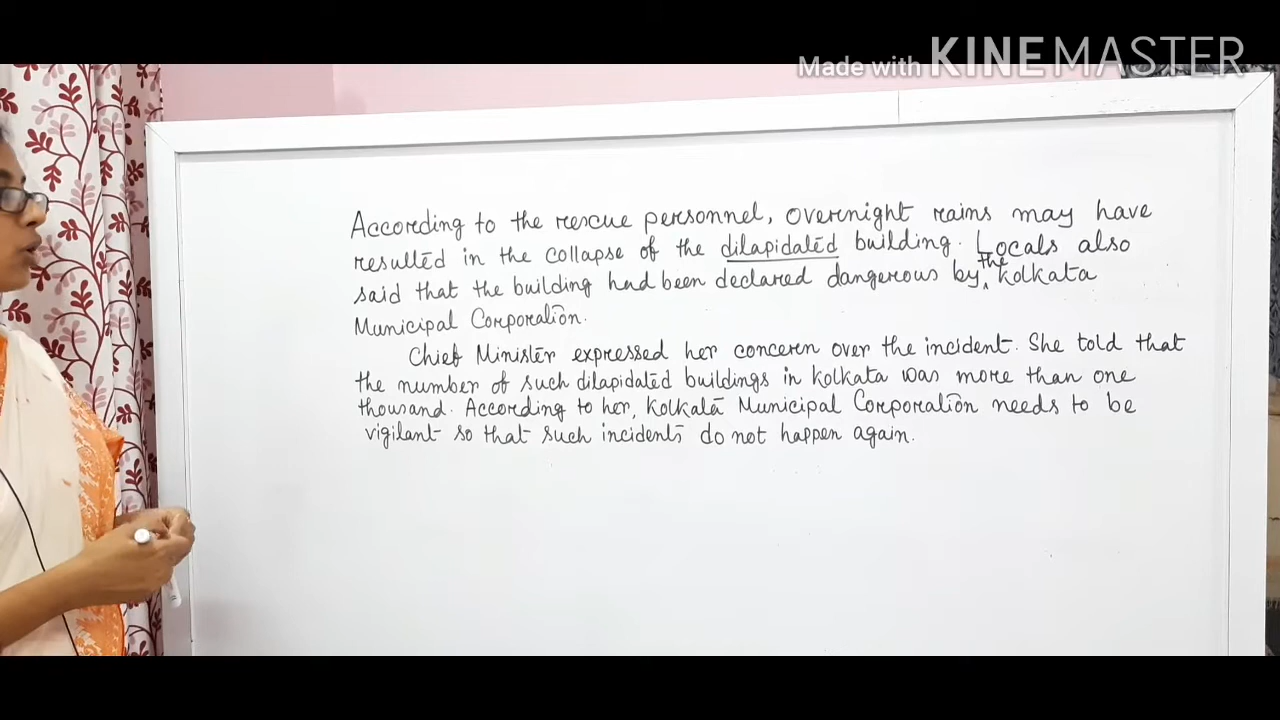 Made with KINEMASTER
According to the rescue personnel, overnight rains may have
resulted in the collapse of the dilapidated building. Locals also
said that the building had been declared dangerous by the Kolkata
Municipal Corporation.
Chief Minister expressed her concern over the incident. She told that
the number of such dilapidated buildings in Kolkata was more than one
thousand. According to her, Kolkata Municipal Corporation needs to be
vigilant so that such incidents do not happen again.